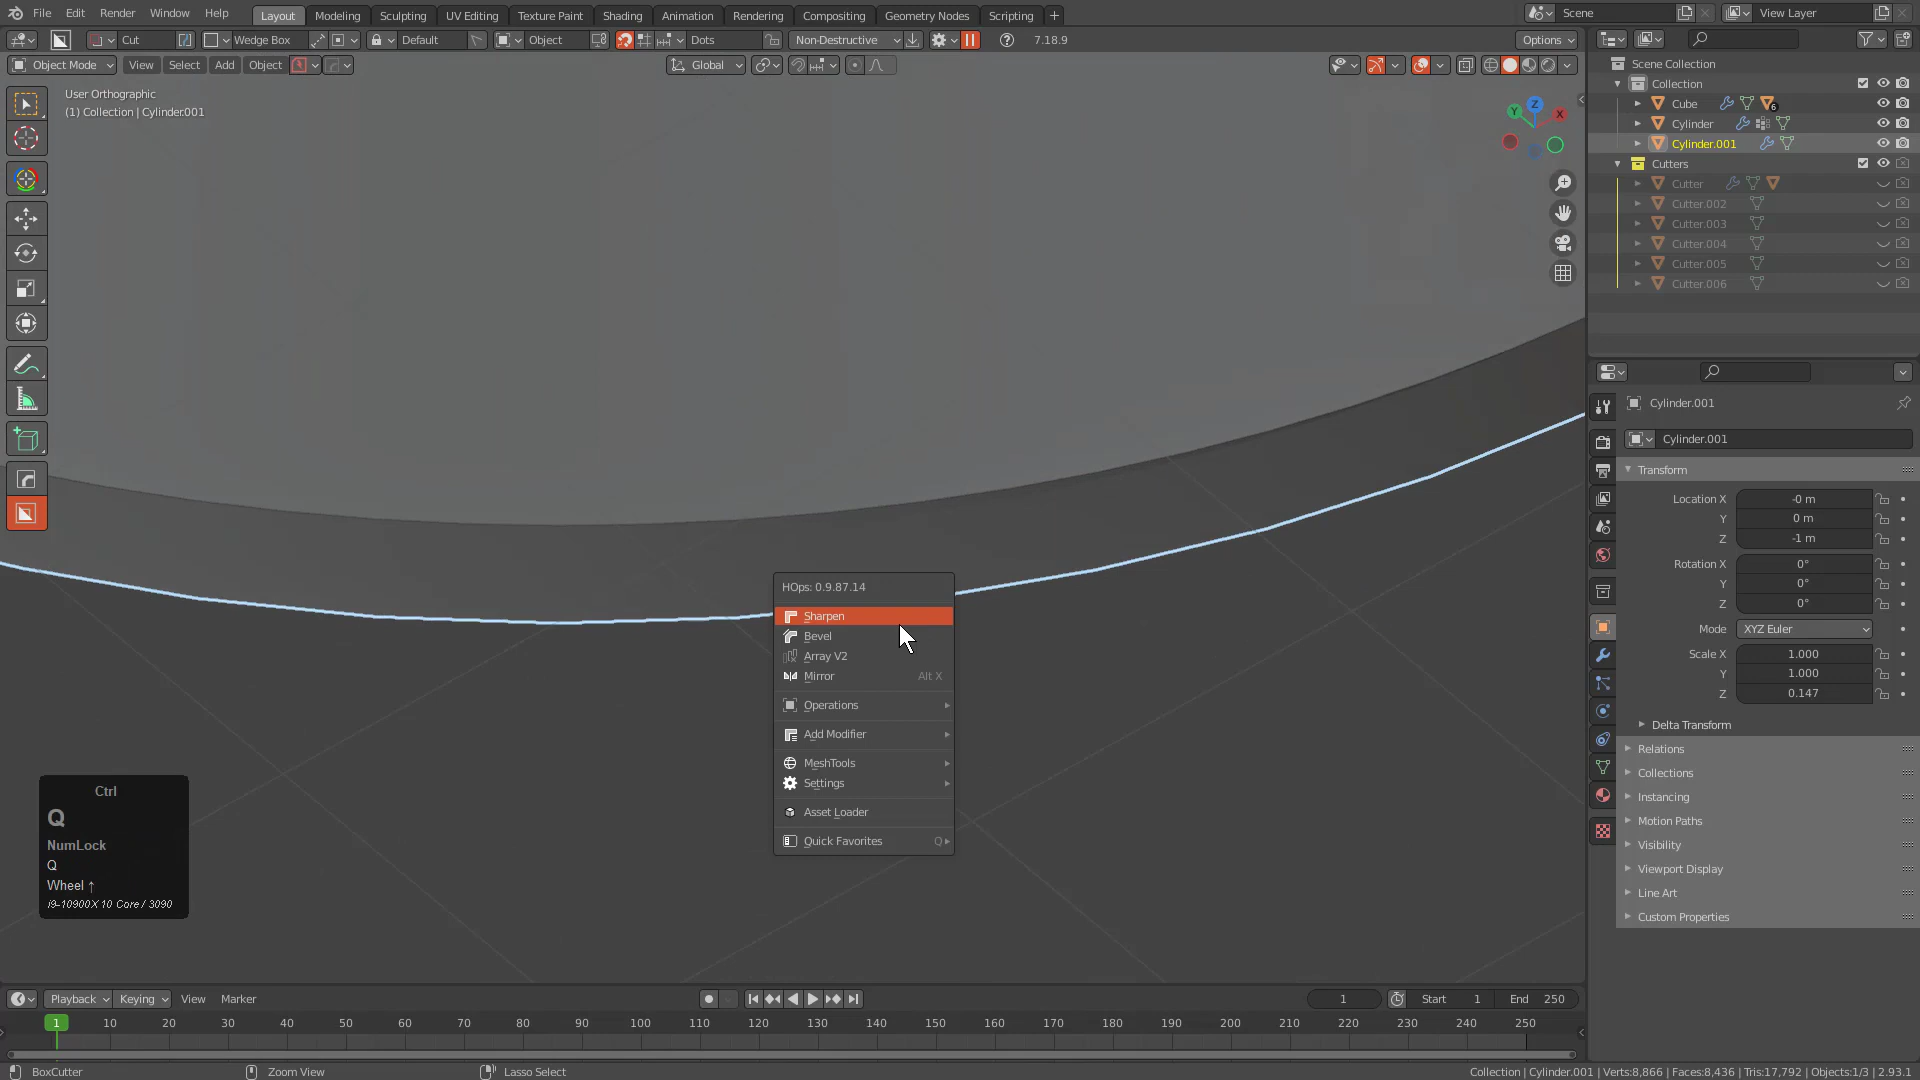 File Edit Render Window Help Layout Modeling Sculpting UV Editing Texture Paint Shading Animation Rendering Compositing Geometry Nodes Scripting + Scene View Layer
Cut Wedge Box Default Object Dots Non-Destructive 7.18.9 Options
Object Mode View Select Add Object Global
User Orthographic
(1) Collection | Cylinder.001
Z
Y
X
Scene Collection
Collection
Cube 6
Cylinder
Cylinder.001
Cutters
Cutter
Cutter.002
Cutter.003
Cutter.004
Cutter.005
Cutter.006
HOps: 0.9.87.14
Sharpen
Bevel
Array V2
Mirror Alt X
Operations
Add Modifier
MeshTools
Settings
Asset Loader
Quick Favorites Q
Ctrl
Q
NumLock
Q
Wheel ↑
i9-10900X 10 Core / 3090
Cylinder.001
Cylinder.001
Transform
Location X -0 m
Y 0 m
Z -1 m
Rotation X 0°
Y 0°
Z 0°
Mode XYZ Euler
Scale X 1.000
Y 1.000
Z 0.147
Delta Transform
Relations
Collections
Instancing
Motion Paths
Visibility
Viewport Display
Line Art
Custom Properties
Playback Keying View Marker 1 Start 1 End 250
1 10 20 30 40 50 60 70 80 90 100 110 120 130 140 150 160 170 180 190 200 210 220 230 240 250
BoxCutter Zoom View Lasso Select Collection | Cylinder.001 | Verts:8,866 | Faces:8,436 | Tris:17,792 | Objects:1/3 | 2.93.1